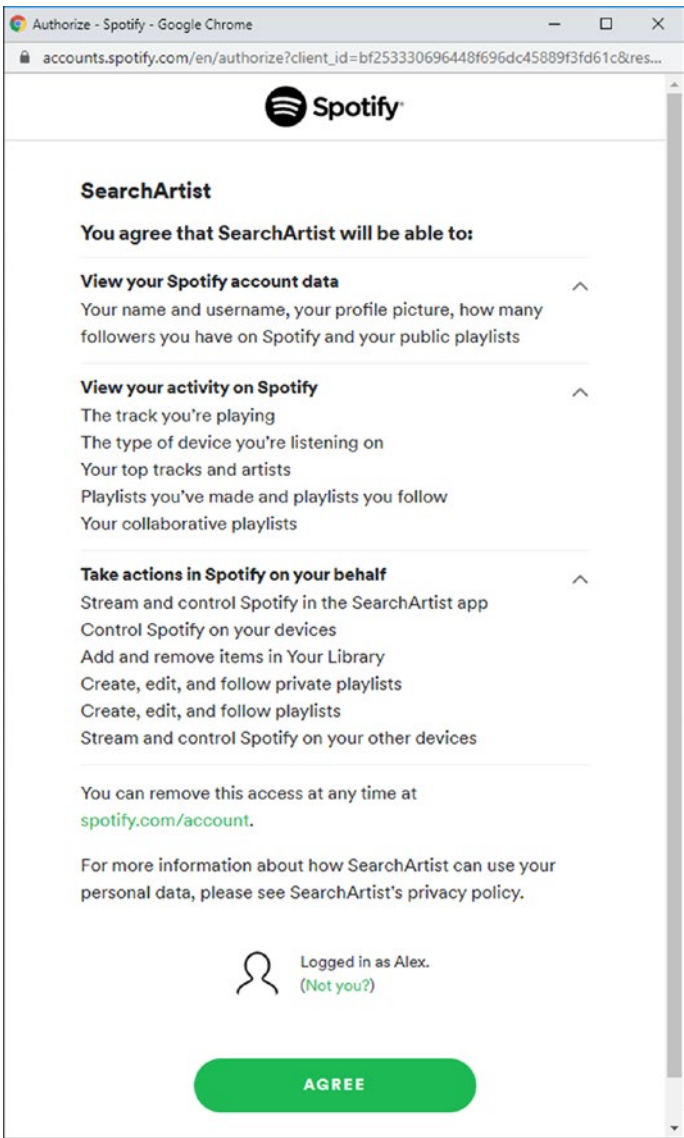 Authorize - Spotify - Google Chrome
accounts.spotify.com/en/authorize?client_id=bf253330696448f696dc45889f3fd61c&res...
Spotify
SearchArtist
You agree that SearchArtist will be able to:
View your Spotify account data
Your name and username, your profile picture, how many
followers you have on Spotify and your public playlists
View your activity on Spotify
The track you're playing
The type of device you're listening on
Your top tracks and artists
Playlists you've made and playlists you follow
Your collaborative playlists
Take actions in Spotify on your behalf
Stream and control Spotify in the SearchArtist app
Control Spotify on your devices
Add and remove items in Your Library
Create, edit, and follow private playlists
Create, edit, and follow playlists
Stream and control Spotify on your other devices
You can remove this access at any time at
spotify.com/account.
For more information about how SearchArtist can use your
personal data, please see SearchArtist's privacy policy.
Logged in as Alex.
(Not you?)
AGREE